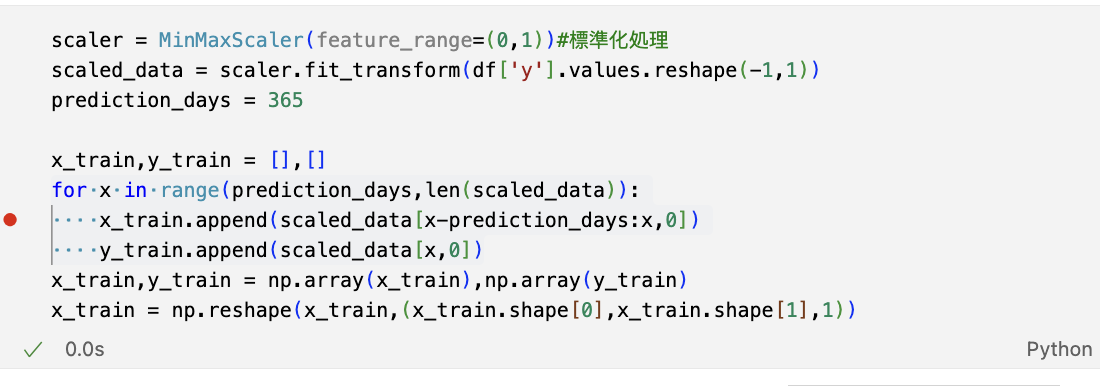 scaler = MinMaxScaler(feature_range=(0,1))#標準化処理
scaled_data = scaler.fit_transform(df['y'].values.reshape(-1,1))
prediction_days = 365
x_train,y_train = [],[]
for x in range(prediction_days,len(scaled_data)):
    x_train.append(scaled_data[x-prediction_days:x,0])
    y_train.append(scaled_data[x,0])
x_train,y_train = np.array(x_train),np.array(y_train)
x_train = np.reshape(x_train,(x_train.shape[0],x_train.shape[1],1))
0.0s Python